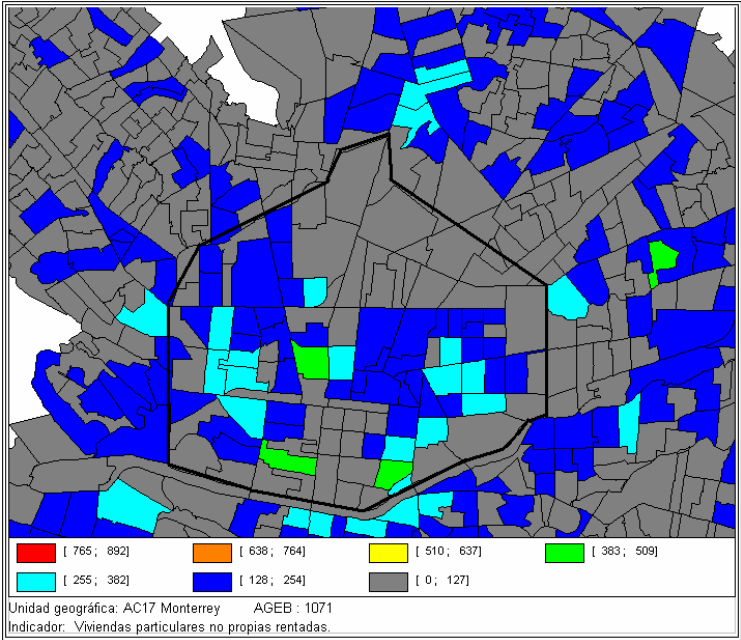 [ 765; 892] [ 638; 764] [ 510; 637] [ 383; 509]
[ 255; 382] [ 128; 254] [ 0; 127]
Unidad geográfica: AC17 Monterrey AGEB : 1071
Indicador: Viviendas particulares no propias rentadas.